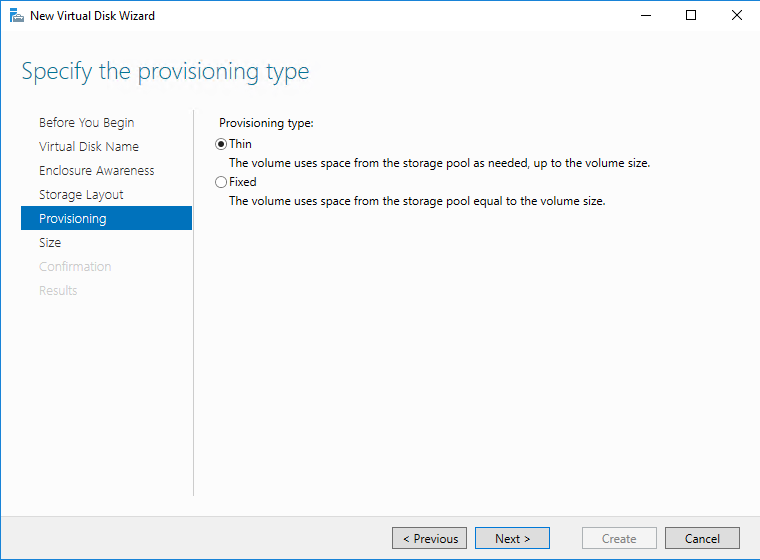 New Virtual Disk Wizard
Specify the provisioning type
Before You Begin
Virtual Disk Name
Enclosure Awareness
Storage Layout
Provisioning
Size
Confirmation
Results
Provisioning type:
Thin
The volume uses space from the storage pool as needed, up to the volume size.
Fixed
The volume uses space from the storage pool equal to the volume size.
< Previous
Next >
Create
Cancel